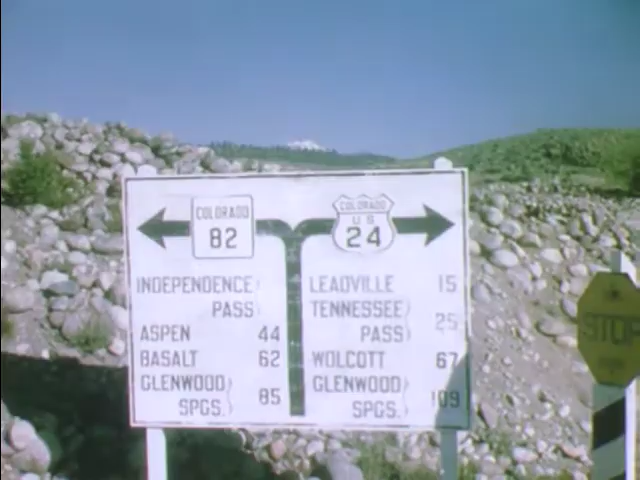 COLORADO
82
COLORADO
U S
24
INDEPENDENCE
PASS
ASPEN 44
BASALT 62
GLENWOOD
SPGS. 85
LEADVILLE 15
TENNESSEE
PASS 25
WOLCOTT 67
GLENWOOD
SPGS. 109
STOP